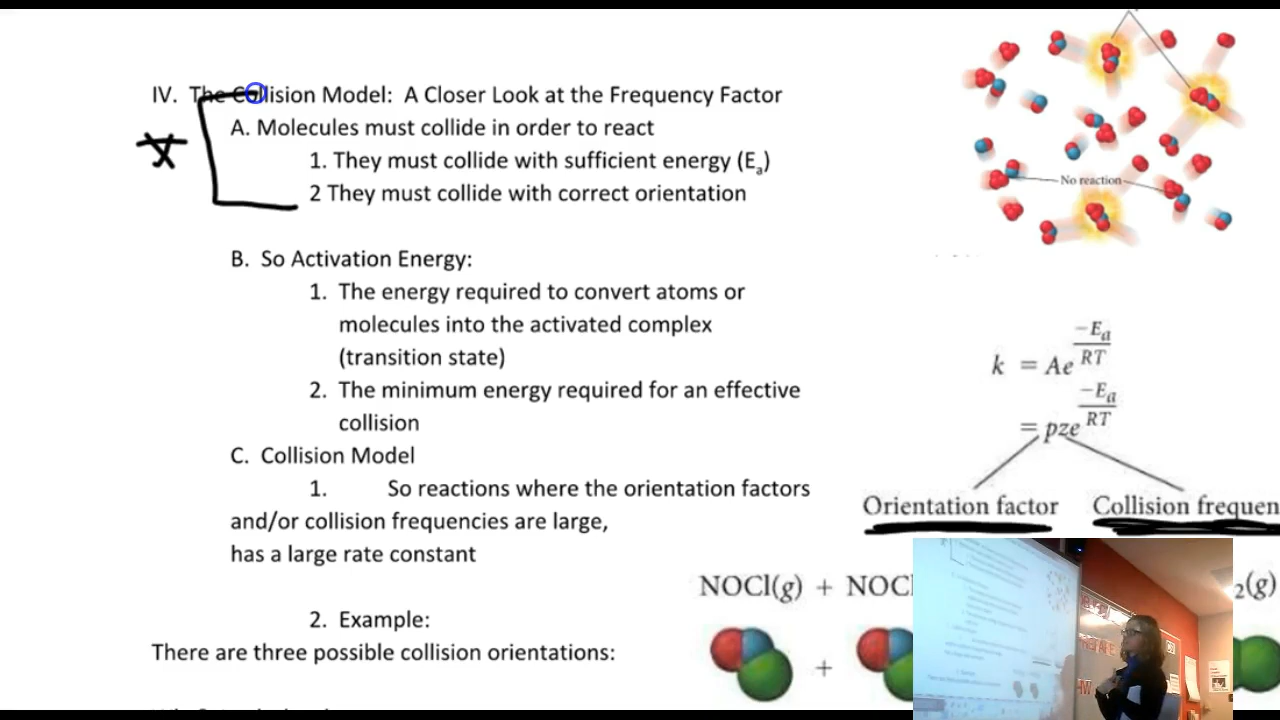 IV. The Collision Model: A Closer Look at the Frequency Factor
A. Molecules must collide in order to react
1. They must collide with sufficient energy (Eₐ)
2 They must collide with correct orientation
No reaction
B. So Activation Energy:
1. The energy required to convert atoms or
molecules into the activated complex
(transition state)
2. The minimum energy required for an effective
collision
k = Ae^(-Eₐ/RT)
= pze^(-Eₐ/RT)
Orientation factor Collision frequen
C. Collision Model
1. So reactions where the orientation factors
and/or collision frequencies are large,
has a large rate constant
2. Example:
NOCl(g) + NOCl ₂(g)
+
There are three possible collision orientations: